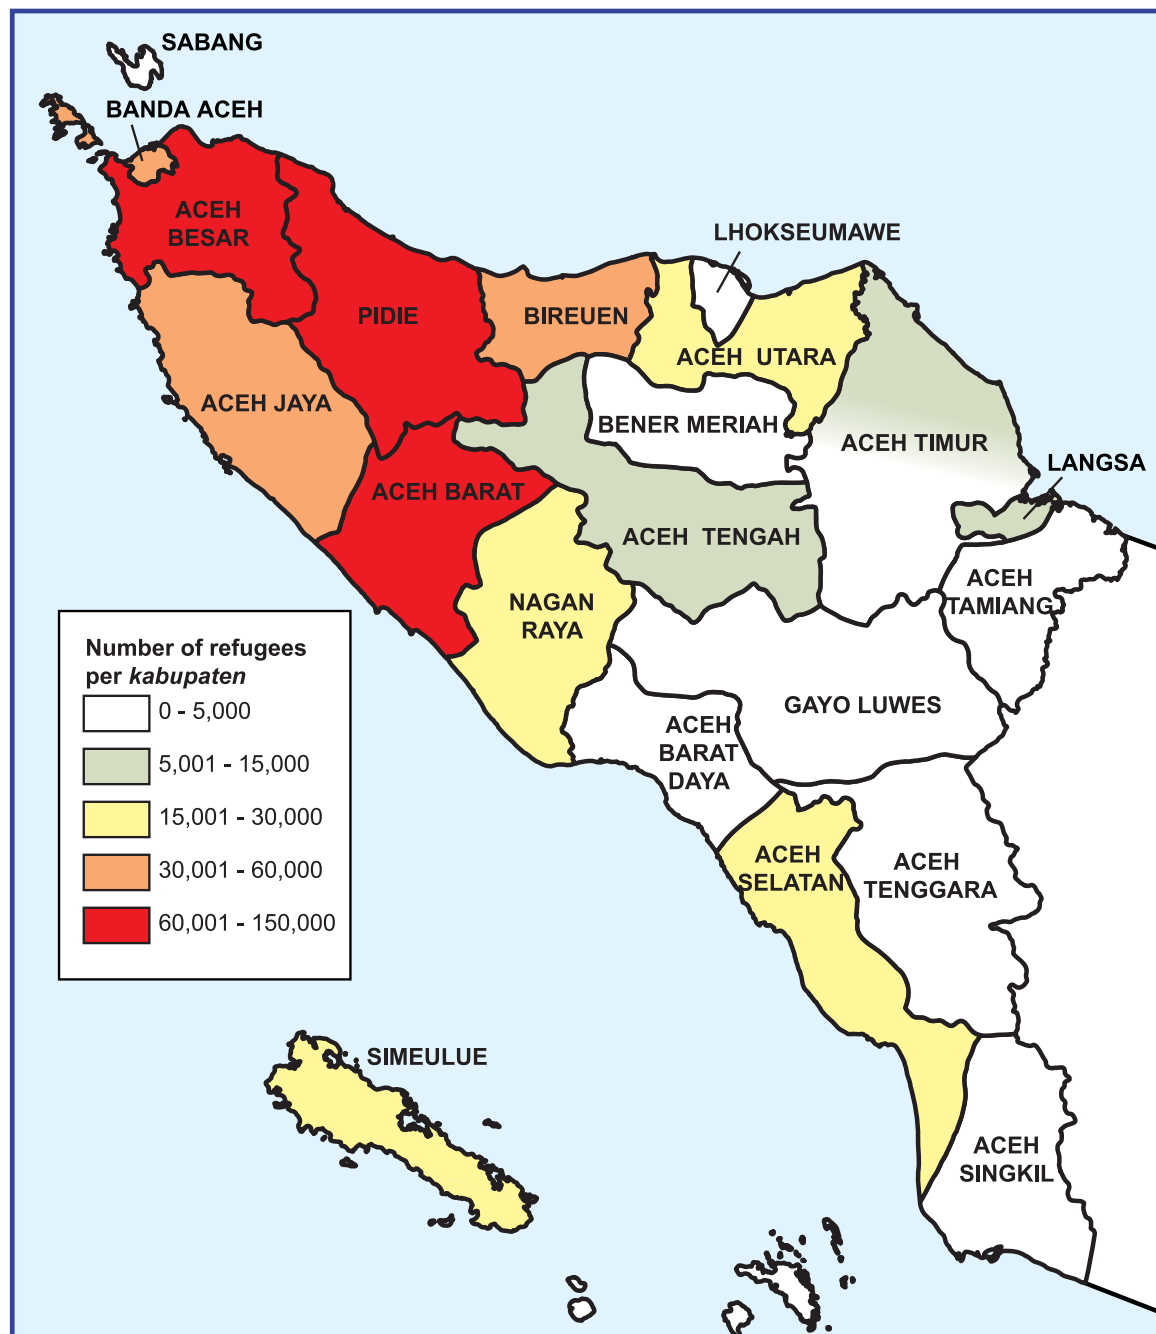 SABANG
BANDA ACEH
ACEH
BESAR
LHOKSEUMAWE
PIDIE
BIREUEN
ACEH UTARA
ACEH JAYA
BENER MERIAH
ACEH TIMUR
LANGSA
ACEH BARAT
ACEH TENGAH
ACEH
TAMIANG
NAGAN
RAYA
GAYO LUWES
ACEH
BARAT
DAYA
ACEH
SELATAN
ACEH
TENGGARA
Number of refugees
per kabupaten
0 - 5,000
5,001 - 15,000
15,001 - 30,000
30,001 - 60,000
60,001 - 150,000
SIMEULUE
ACEH
SINGKIL